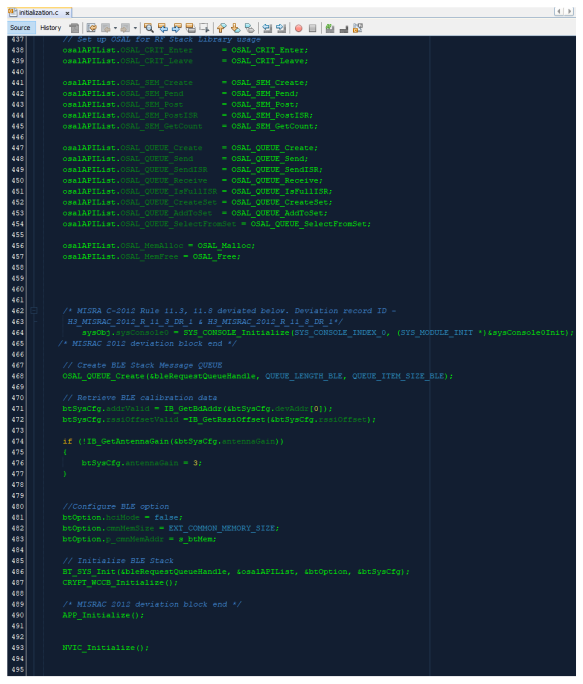 initialization.c x
Source History
437 // Set up OSAL for RF Stack Library usage
438 osalAPIList.OSAL_CRIT_Enter = OSAL_CRIT_Enter;
439 osalAPIList.OSAL_CRIT_Leave = OSAL_CRIT_Leave;
440
441 osalAPIList.OSAL_SEM_Create = OSAL_SEM_Create;
442 osalAPIList.OSAL_SEM_Pend = OSAL_SEM_Pend;
443 osalAPIList.OSAL_SEM_Post = OSAL_SEM_Post;
444 osalAPIList.OSAL_SEM_PostISR = OSAL_SEM_PostISR;
445 osalAPIList.OSAL_SEM_GetCount = OSAL_SEM_GetCount;
446
447 osalAPIList.OSAL_QUEUE_Create = OSAL_QUEUE_Create;
448 osalAPIList.OSAL_QUEUE_Send = OSAL_QUEUE_Send;
449 osalAPIList.OSAL_QUEUE_SendISR = OSAL_QUEUE_SendISR;
450 osalAPIList.OSAL_QUEUE_Receive = OSAL_QUEUE_Receive;
451 osalAPIList.OSAL_QUEUE_IsFullISR = OSAL_QUEUE_IsFullISR;
452 osalAPIList.OSAL_QUEUE_CreateSet = OSAL_QUEUE_CreateSet;
453 osalAPIList.OSAL_QUEUE_AddToSet = OSAL_QUEUE_AddToSet;
454 osalAPIList.OSAL_QUEUE_SelectFromSet = OSAL_QUEUE_SelectFromSet;
455
456 osalAPIList.OSAL_MemAlloc = OSAL_Malloc;
457 osalAPIList.OSAL_MemFree = OSAL_Free;
458
459
460
461
462 /* MISRA C-2012 Rule 11.3, 11.8 deviated below. Deviation record ID -
463 H3_MISRAC_2012_R_11_3_DR_1 & H3_MISRAC_2012_R_11_8_DR_1*/
464 sysObj.sysConsole0 = SYS_CONSOLE_Initialize(SYS_CONSOLE_INDEX_0, (SYS_MODULE_INIT *)&sysConsole0Init);
465 /* MISRAC 2012 deviation block end */
466
467 // Create BLE Stack Message QUEUE
468 OSAL_QUEUE_Create(&bleRequestQueueHandle, QUEUE_LENGTH_BLE, QUEUE_ITEM_SIZE_BLE);
469
470 // Retrieve BLE calibration data
471 btSysCfg.addrValid = IB_GetBdAddr(&btSysCfg.devAddr[0]);
472 btSysCfg.rssiOffsetValid =IB_GetRssiOffset(&btSysCfg.rssiOffset);
473
474 if (!IB_GetAntennaGain(&btSysCfg.antennaGain))
475 {
476 btSysCfg.antennaGain = 3;
477 }
478
479
480 //Configure BLE option
481 btOption.hciMode = false;
482 btOption.cmnMemSize = EXT_COMMON_MEMORY_SIZE;
483 btOption.p_cmnMemAddr = s_btMem;
484
485 // Initialize BLE Stack
486 BT_SYS_Init(&bleRequestQueueHandle, &osalAPIList, &btOption, &btSysCfg);
487 CRYPT_WCCB_Initialize();
488
489 /* MISRAC 2012 deviation block end */
490 APP_Initialize();
491
492
493 NVIC_Initialize();
494
495